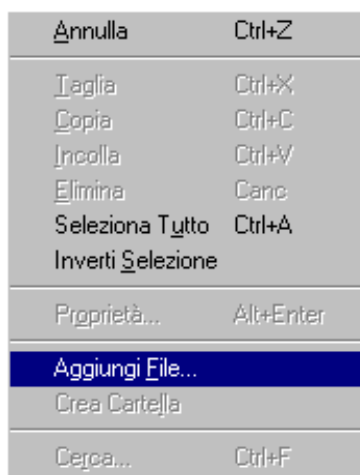 Annulla Ctrl+Z
Taglia Ctrl+X
Copia Ctrl+C
Incolla Ctrl+V
Elimina Canc
Seleziona Tutto Ctrl+A
Inverti Selezione
Proprietà... Alt+Enter
Aggiungi File...
Crea Cartella
Cerca... Ctrl+F